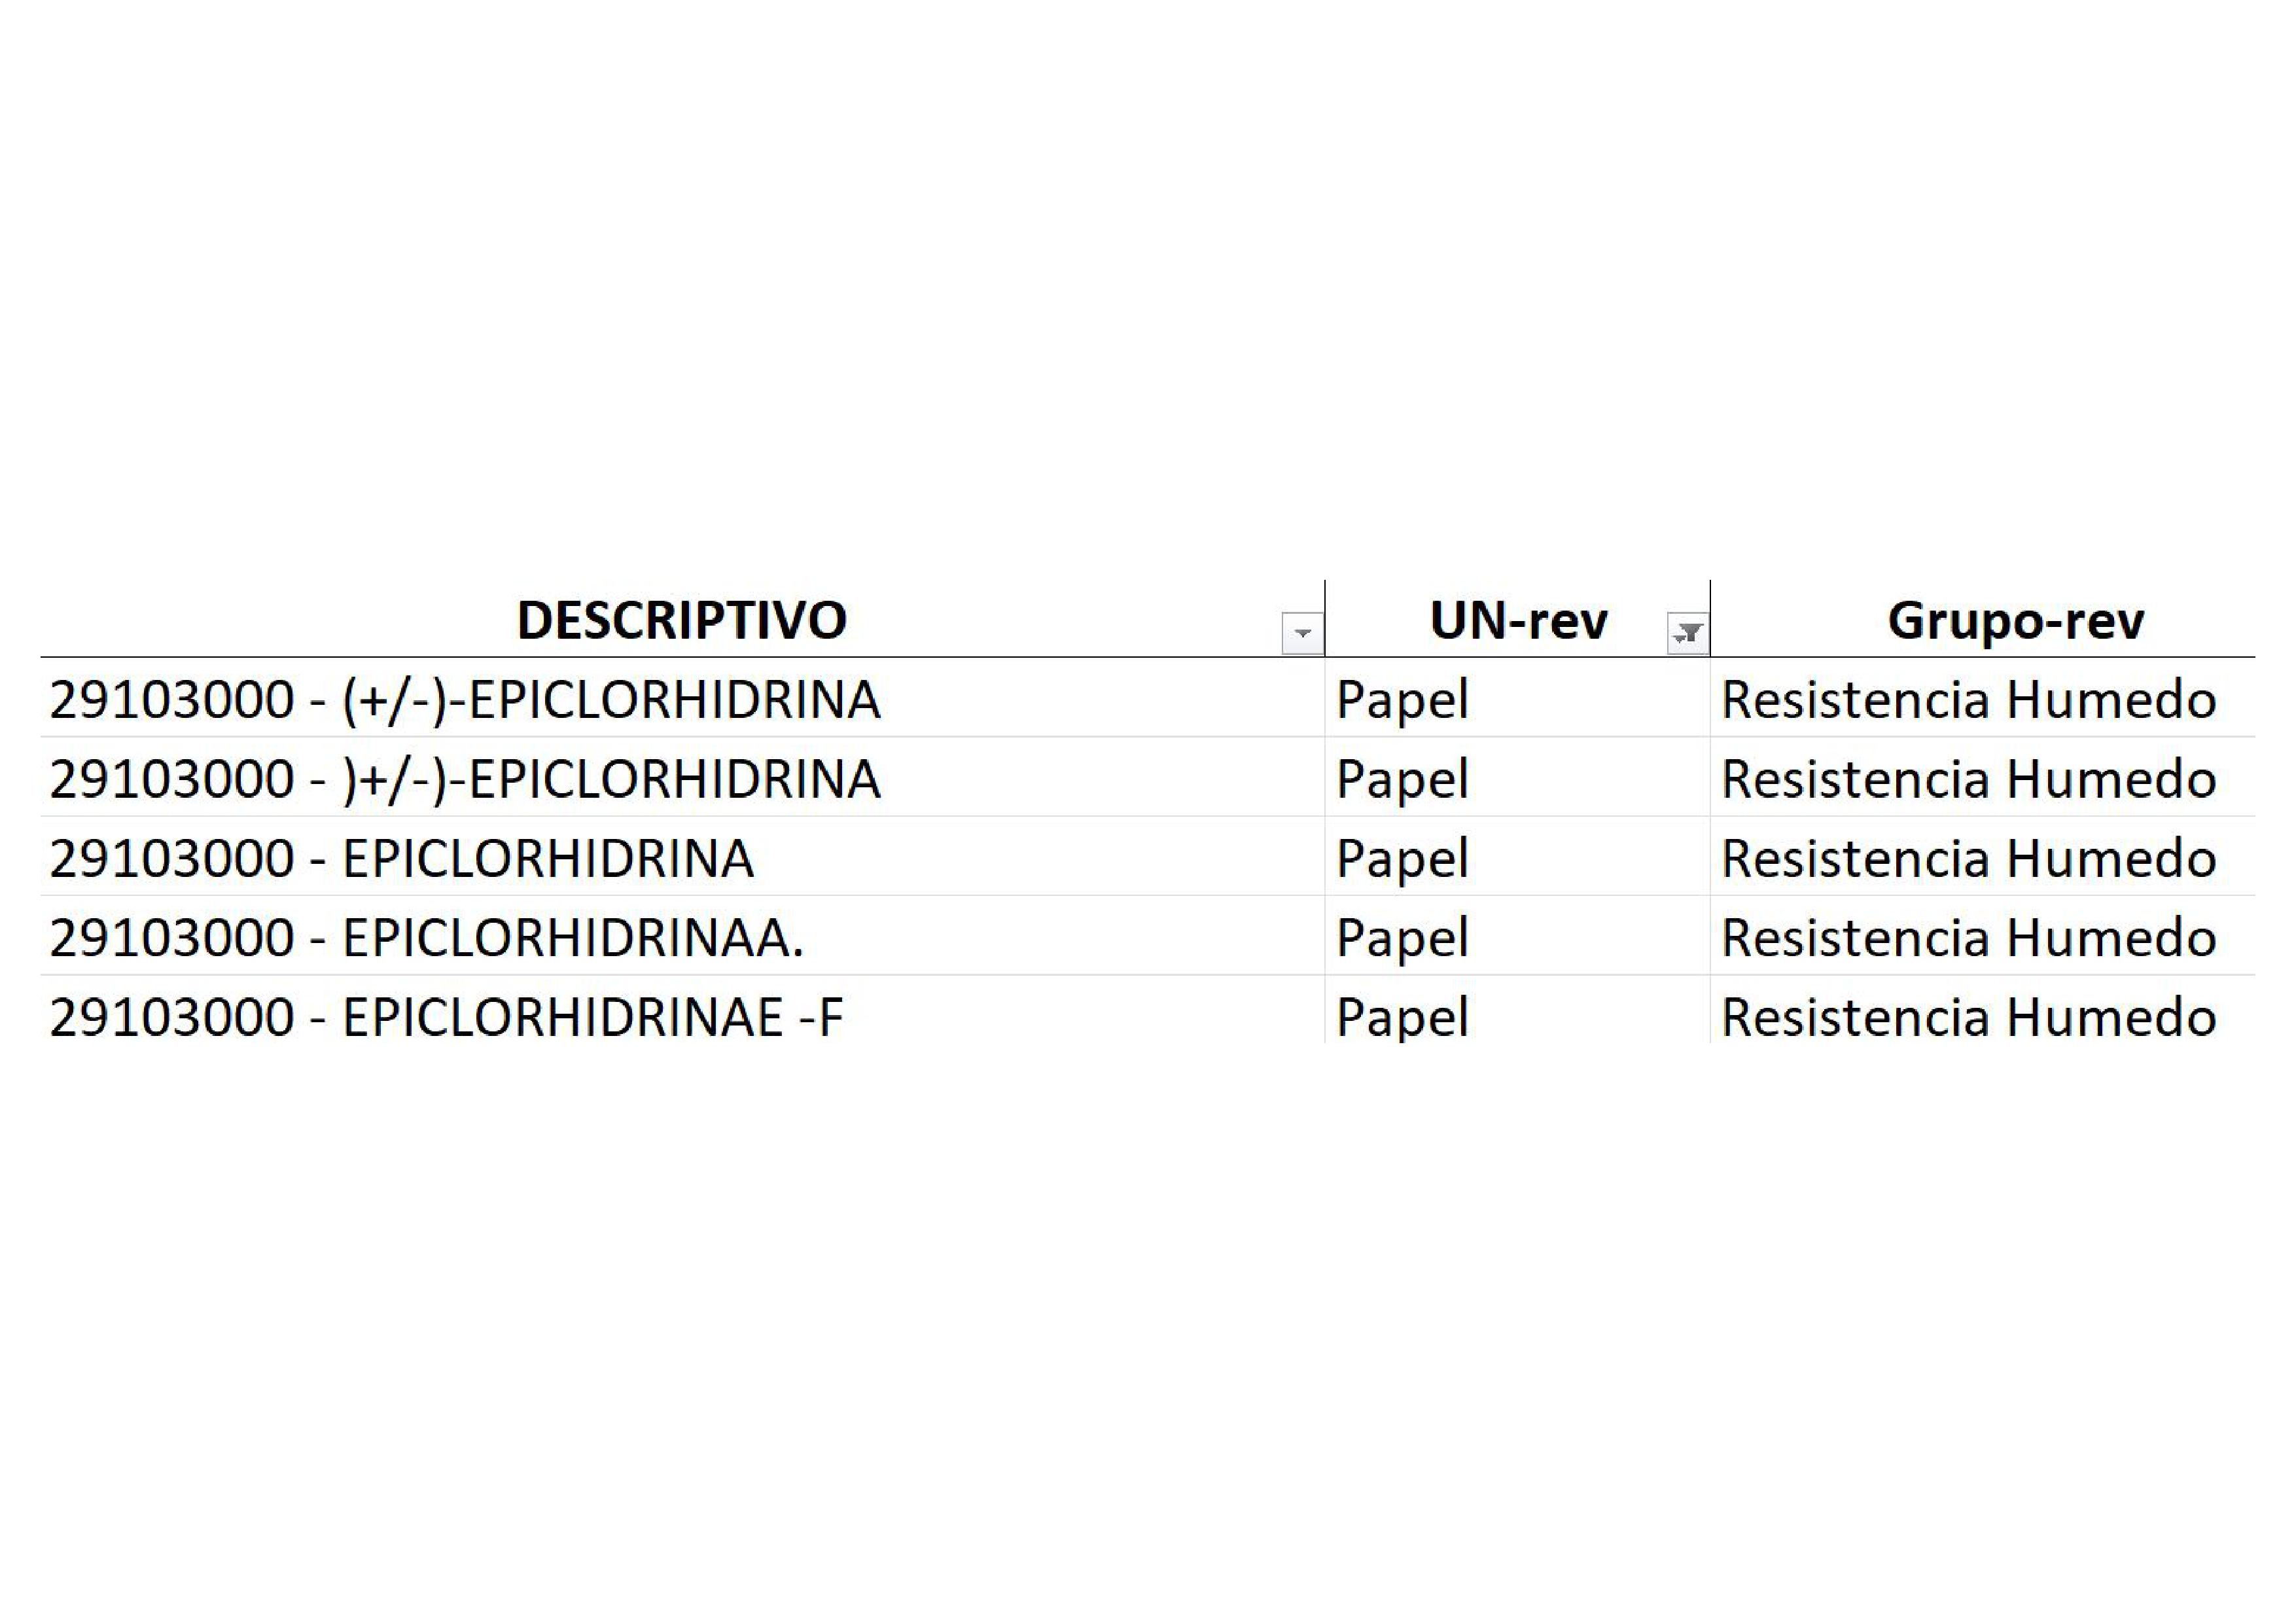 DESCRIPTIVO UN-rev Grupo-rev
29103000 - (+/-)-EPICLORHIDRINA Papel Resistencia Humedo
29103000 - )+/-)-EPICLORHIDRINA Papel Resistencia Humedo
29103000 - EPICLORHIDRINA Papel Resistencia Humedo
29103000 - EPICLORHIDRINAA. Papel Resistencia Humedo
29103000 - EPICLORHIDRINAE -F Papel Resistencia Humedo